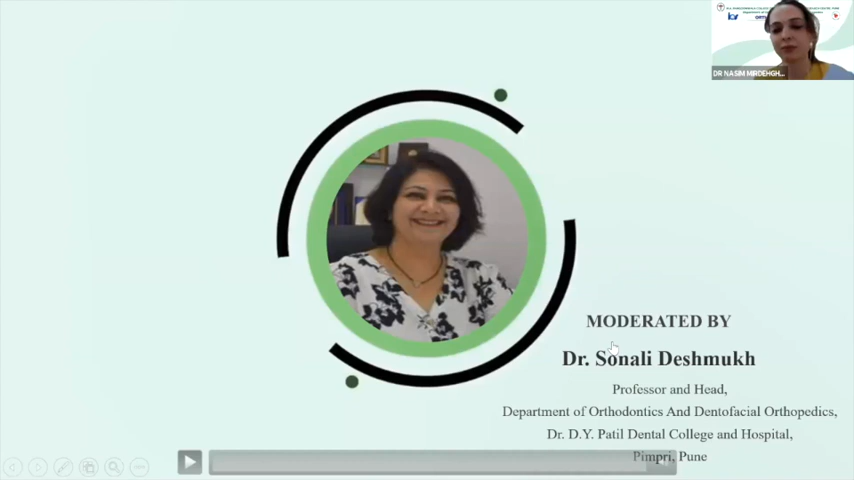 DR NASIM MIRDEHGH...
MODERATED BY
Dr. Sonali Deshmukh
Professor and Head,
Department of Orthodontics And Dentofacial Orthopedics,
Dr. D.Y. Patil Dental College and Hospital,
Pimpri, Pune